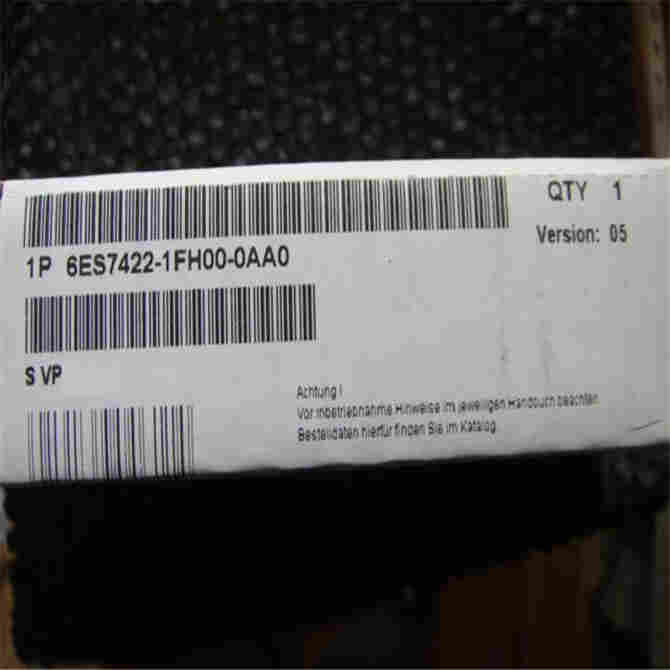 QTY 1
Version: 05
1P 6ES7422-1FH00-0AA0
S VP
Achtung !
Vor Inbetriebnahme Hinweise im jeweiligen Handbuch beachten.
Bestelldaten hierfür finden Sie im Katalog.